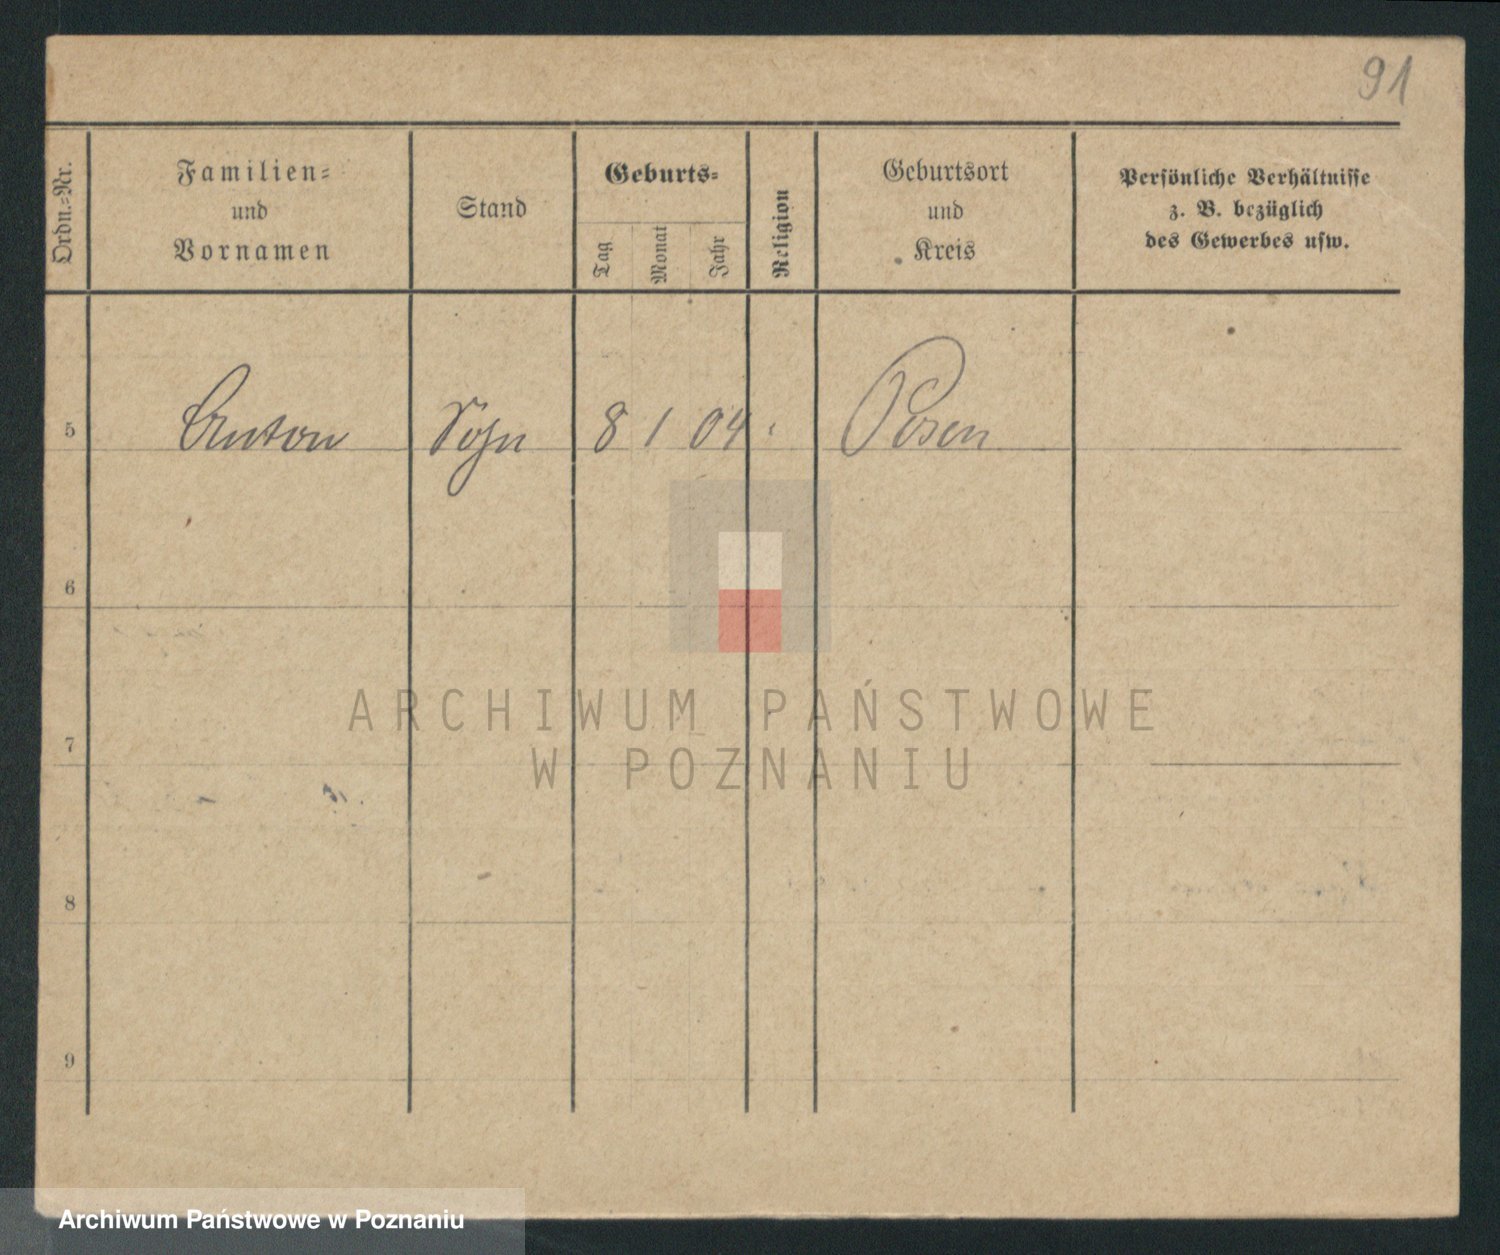 91
Ordn.=Nr.
Familien=
und
Vornamen
Stand
Geburts=
Tag
Monat
Jahr
Religion
Geburtsort
und
Kreis
Persönliche Verhältnisse
z. B. bezüglich
des Gewerbes usw.
5 Anton Sohn 8 1 04 Posen
6
7
8
9
ARCHIWUM PAŃSTWOWE
W POZNANIU
Archiwum Państwowe w Poznaniu